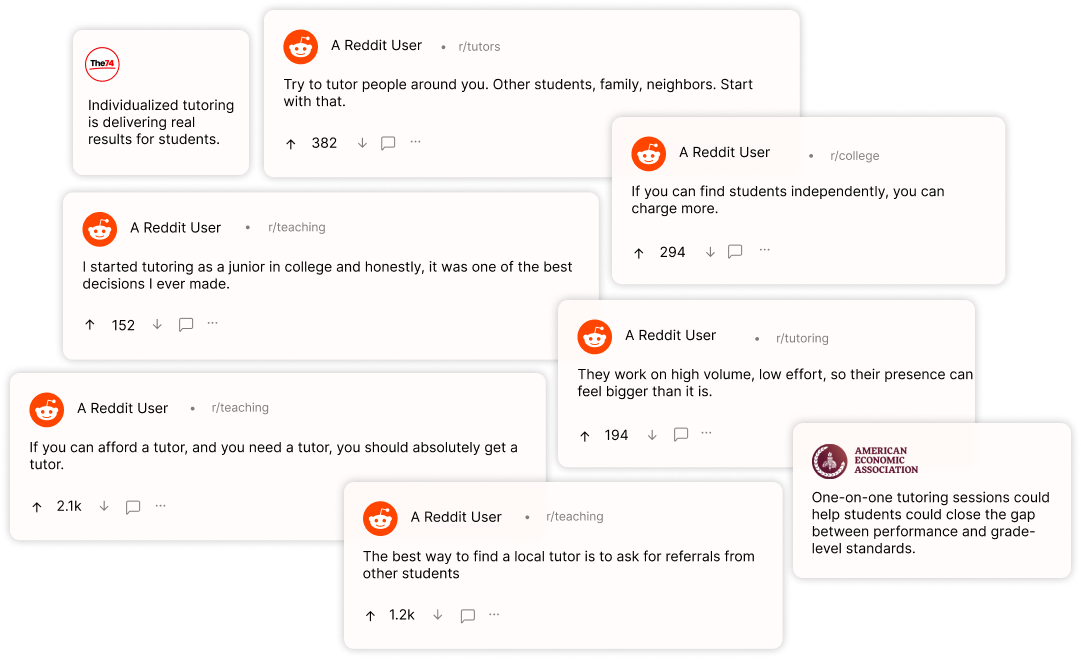 The74
Individualized tutoring
is delivering real
results for students.
A Reddit User • r/tutors
Try to tutor people around you. Other students, family, neighbors. Start
with that.
382
A Reddit User • r/college
If you can find students independently, you can
charge more.
294
A Reddit User • r/teaching
I started tutoring as a junior in college and honestly, it was one of the best
decisions I ever made.
152
A Reddit User • r/tutoring
They work on high volume, low effort, so their presence can
feel bigger than it is.
194
A Reddit User • r/teaching
If you can afford a tutor, and you need a tutor, you should absolutely get a
tutor.
2.1k
AMERICAN
ECONOMIC
ASSOCIATION
One-on-one tutoring sessions could
help students could close the gap
between performance and grade-
level standards.
A Reddit User • r/teaching
The best way to find a local tutor is to ask for referrals from
other students
1.2k